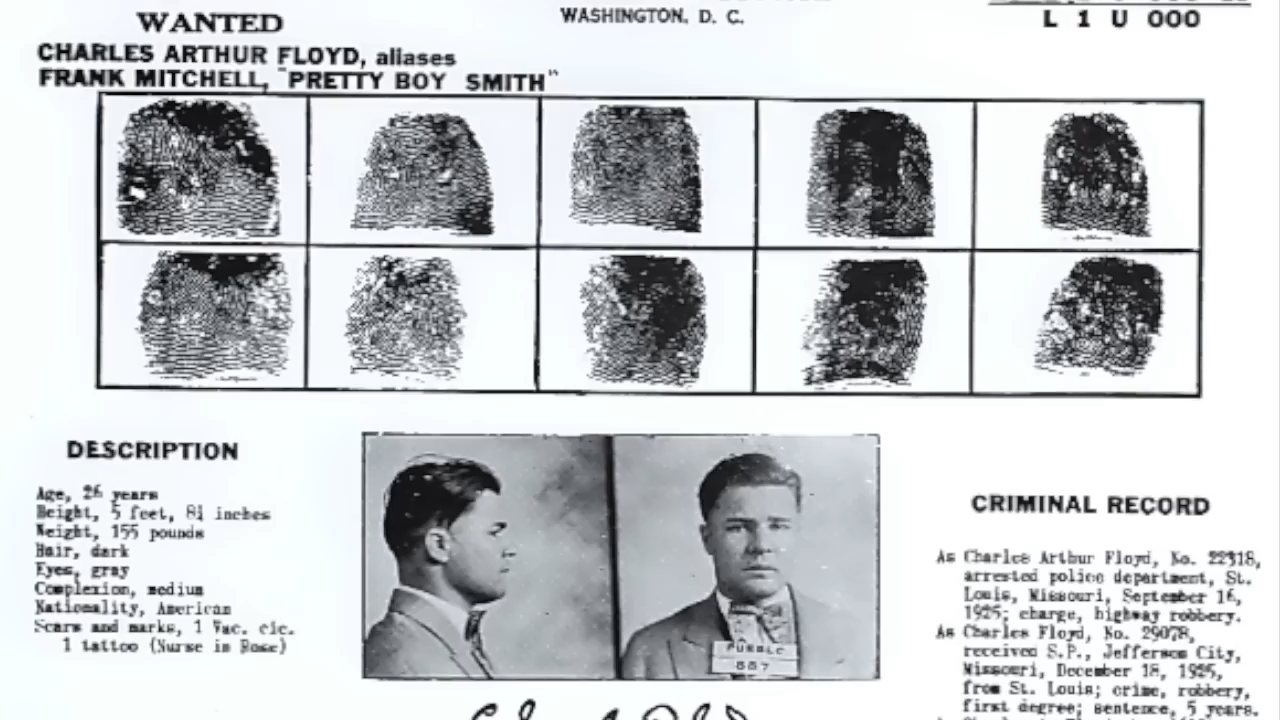 WASHINGTON, D. C.
L 1 U 000
WANTED
CHARLES ARTHUR FLOYD, aliases
FRANK MITCHELL, "PRETTY BOY SMITH"
DESCRIPTION
Age, 26 years
Height, 5 feet, 8¼ inches
Weight, 155 pounds
Hair, dark
Eyes, gray
Complexion, medium
Nationality, American
Scars and marks, 1 Vac. cic.
1 tattoo (Nurse in Rose)
PUEBLO
887
CRIMINAL RECORD
As Charles Arthur Floyd, No. 22318,
arrested police department, St.
Louis, Missouri, September 16,
1925; charge, highway robbery.
As Charles Floyd, No. 29078,
received S.P., Jefferson City,
Missouri, December 18, 1925,
from St. Louis; crime, robbery,
first degree; sentence, 5 years.